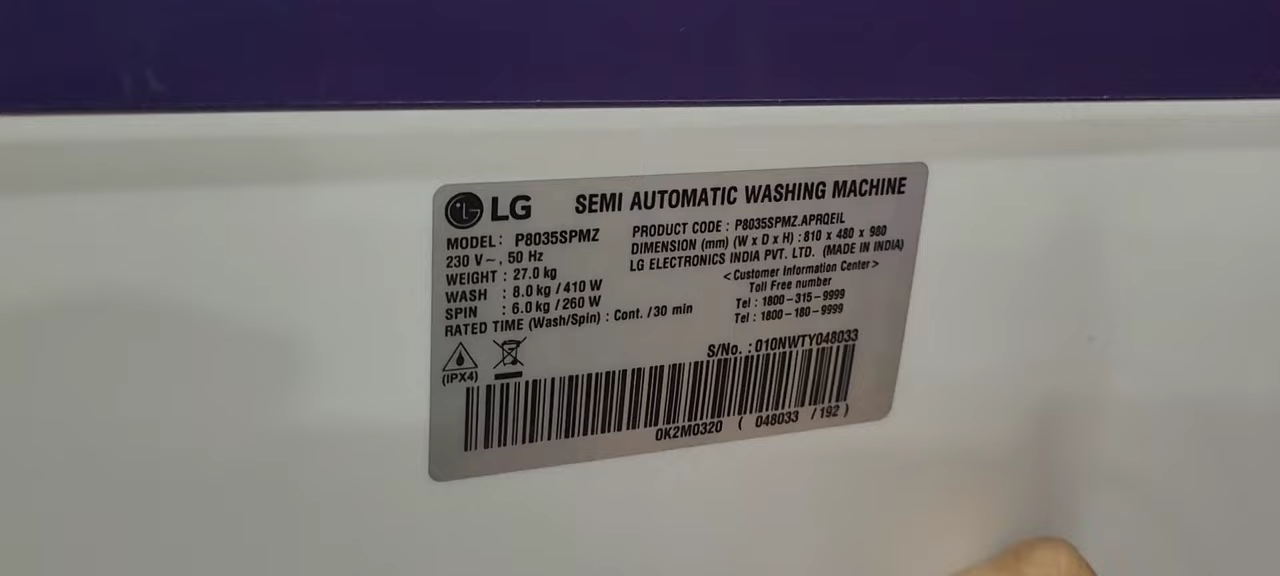 LG SEMI AUTOMATIC WASHING MACHINE
MODEL : P8035SPMZ
230 V ~, 50 Hz
WEIGHT : 27.0 kg
WASH : 8.0 kg / 410 W
SPIN : 6.0 kg / 260 W
RATED TIME (Wash/Spin) : Cont. / 30 min
PRODUCT CODE : P8035SPMZ.APRQEIL
DIMENSION (mm) (W x D x H) : 810 x 480 x 980
LG ELECTRONICS INDIA PVT. LTD. (MADE IN INDIA)
<Customer Information Center>
Toll Free number
Tel : 1800-315-9999
Tel : 1800-180-9999
(IPX4)
S/No. : 010NWTY048033
0K2M0320 ( 048033 /192 )